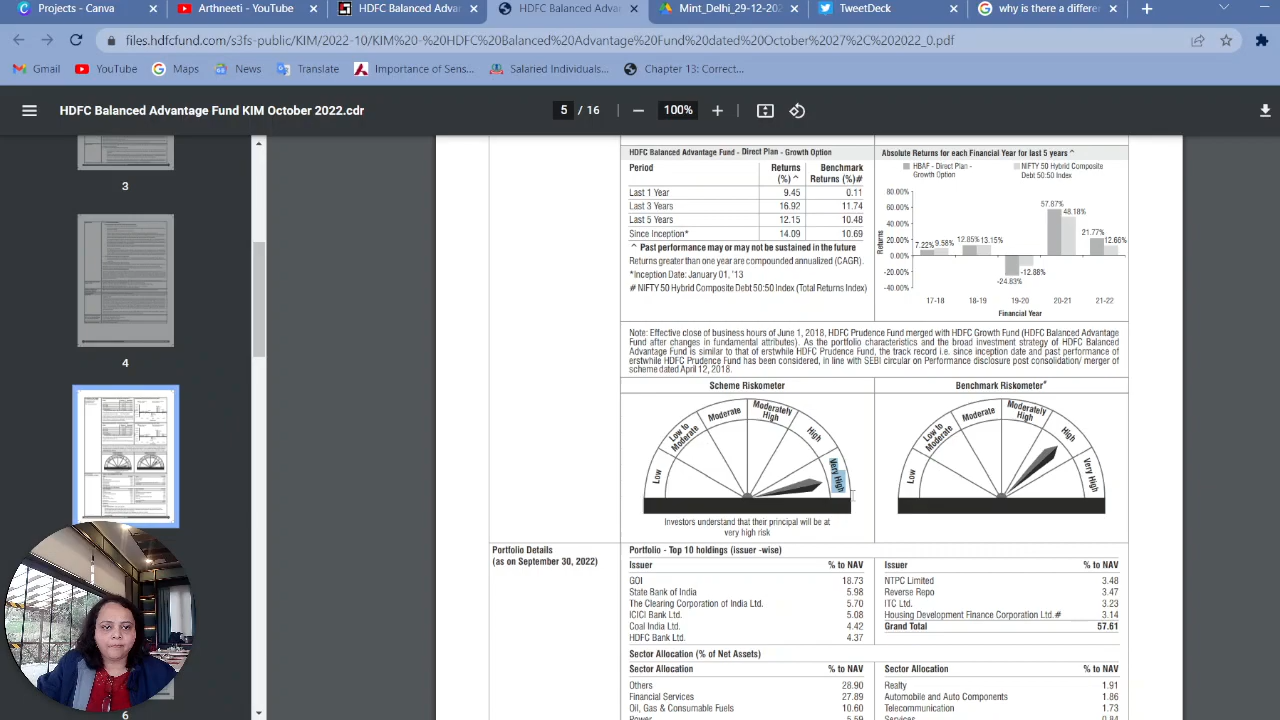 Projects - Canva
Arthneeti - YouTube
HDFC Balanced Adva
HDFC Balanced Adva
Mint_Delhi_29-12-202
TweetDeck
why is there a differe
files.hdfcfund.com/s3fs-public/KIM/2022-10/KIM%20-%20HDFC%20Balanced%20Advantage%20Fund%20dated%20October%2027%2C%202022_0.pdf
Gmail
YouTube
Maps
News
Translate
Importance of Sens...
Salaried Individuals...
Chapter 13: Correct...
HDFC Balanced Advantage Fund KIM October 2022.cdr
5 / 16
100%
3
4
6
HDFC Balanced Advantage Fund - Direct Plan - Growth Option
Period Returns (%) ^ Benchmark Returns (%)#
Last 1 Year 9.45 0.11
Last 3 Years 16.92 11.74
Last 5 Years 12.15 10.48
Since Inception* 14.09 10.69
^ Past performance may or may not be sustained in the future
Returns greater than one year are compounded annualized (CAGR).
*Inception Date: January 01, '13
# NIFTY 50 Hybrid Composite Debt 50:50 Index (Total Returns Index)
Absolute Returns for each Financial Year for last 5 years ^
HBAF - Direct Plan - Growth Option
NIFTY 50 Hybrid Composite Debt 50:50 Index
80.00%
60.00%
40.00%
20.00%
0.00%
-20.00%
-40.00%
Returns
7.22% 9.58%
12.85% 13.15%
-24.83% -12.88%
57.87% 48.18%
21.77% 12.66%
17-18 18-19 19-20 20-21 21-22
Financial Year
Note: Effective close of business hours of June 1, 2018, HDFC Prudence Fund merged with HDFC Growth Fund (HDFC Balanced Advantage
Fund after changes in fundamental attributes). As the portfolio characteristics and the broad investment strategy of HDFC Balanced
Advantage Fund is similar to that of erstwhile HDFC Prudence Fund, the track record i.e. since inception date and past performance of
erstwhile HDFC Prudence Fund has been considered, in line with SEBI circular on Performance disclosure post consolidation/ merger of
scheme dated April 12, 2018.
Scheme Riskometer
Low
Low to Moderate
Moderate
Moderately High
High
Very High
Investors understand that their principal will be at
very high risk
Benchmark Riskometer#
Low
Low to Moderate
Moderate
Moderately High
High
Very High
Portfolio Details
(as on September 30, 2022)
Portfolio - Top 10 holdings (issuer -wise)
Issuer % to NAV
GOI 18.73
State Bank of India 5.98
The Clearing Corporation of India Ltd. 5.70
ICICI Bank Ltd. 5.08
Coal India Ltd. 4.42
HDFC Bank Ltd. 4.37
Issuer % to NAV
NTPC Limited 3.48
Reverse Repo 3.47
ITC Ltd. 3.23
Housing Development Finance Corporation Ltd.# 3.14
Grand Total 57.61
Sector Allocation (% of Net Assets)
Sector Allocation % to NAV
Others 28.90
Financial Services 27.89
Oil, Gas & Consumable Fuels 10.60
Power 5.59
Sector Allocation % to NAV
Realty 1.91
Automobile and Auto Components 1.86
Telecommunication 1.73
Services 0.84